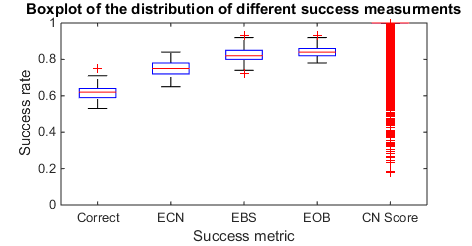 Boxplot of the distribution of different success measurments
1
0.8
0.6
0.4
0.2
0
Success rate
Correct ECN EBS EOB CN Score
Success metric